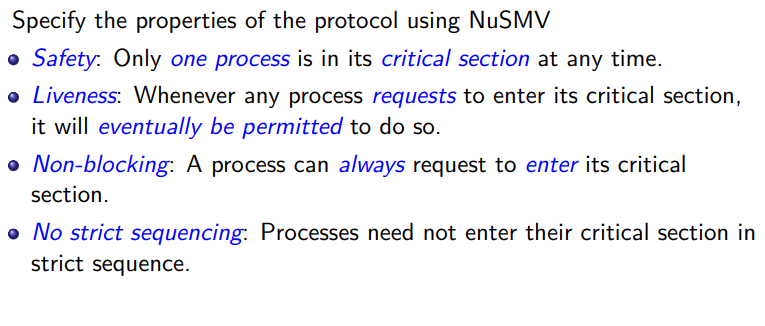 Specify the properties of the protocol using NuSMV
Safety: Only one process is in its critical section at any time.
Liveness: Whenever any process requests to enter its critical section,
it will eventually be permitted to do so.
Non-blocking: A process can always request to enter its critical
section.
No strict sequencing: Processes need not enter their critical section in
strict sequence.